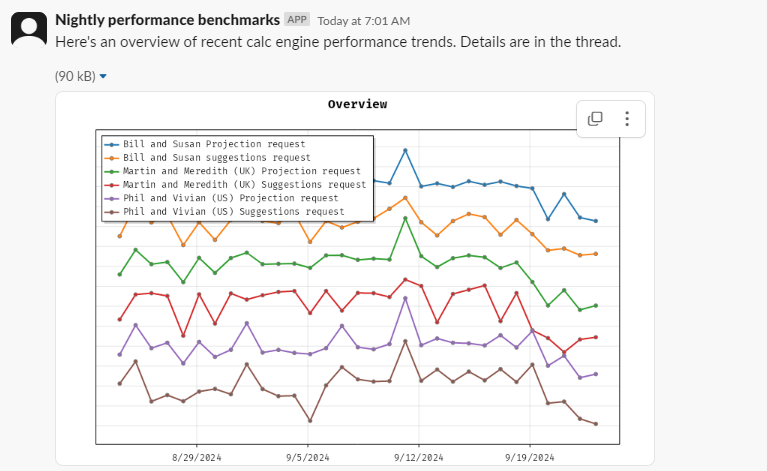 Nightly performance benchmarks APP Today at 7:01 AM
Here's an overview of recent calc engine performance trends. Details are in the thread.
(90 kB)
Overview
Bill and Susan Projection request
Bill and Susan suggestions request
Martin and Meredith (UK) Projection request
Martin and Meredith (UK) Suggestions request
Phil and Vivian (US) Projection request
Phil and Vivian (US) Suggestions request
8/29/2024 9/5/2024 9/12/2024 9/19/2024